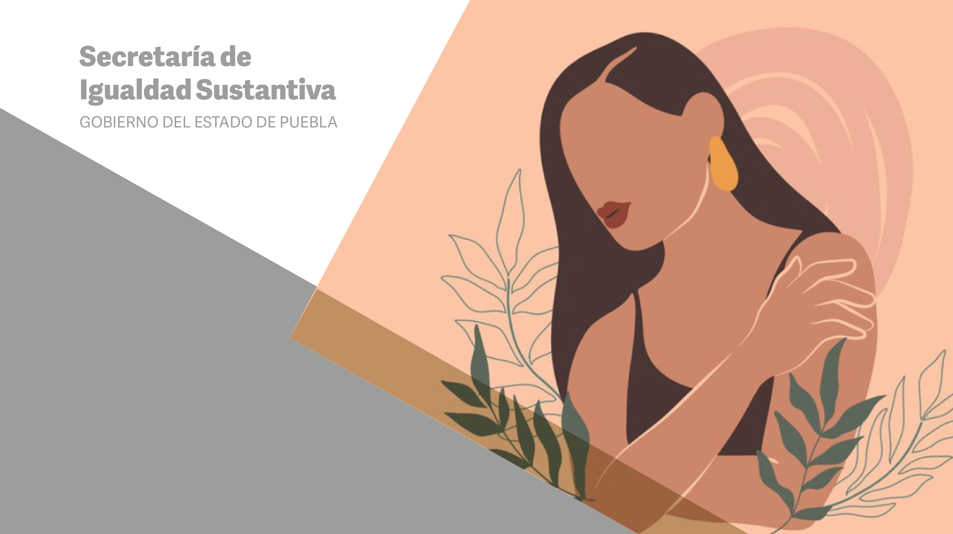 Secretaría de
Igualdad Sustantiva
GOBIERNO DEL ESTADO DE PUEBLA